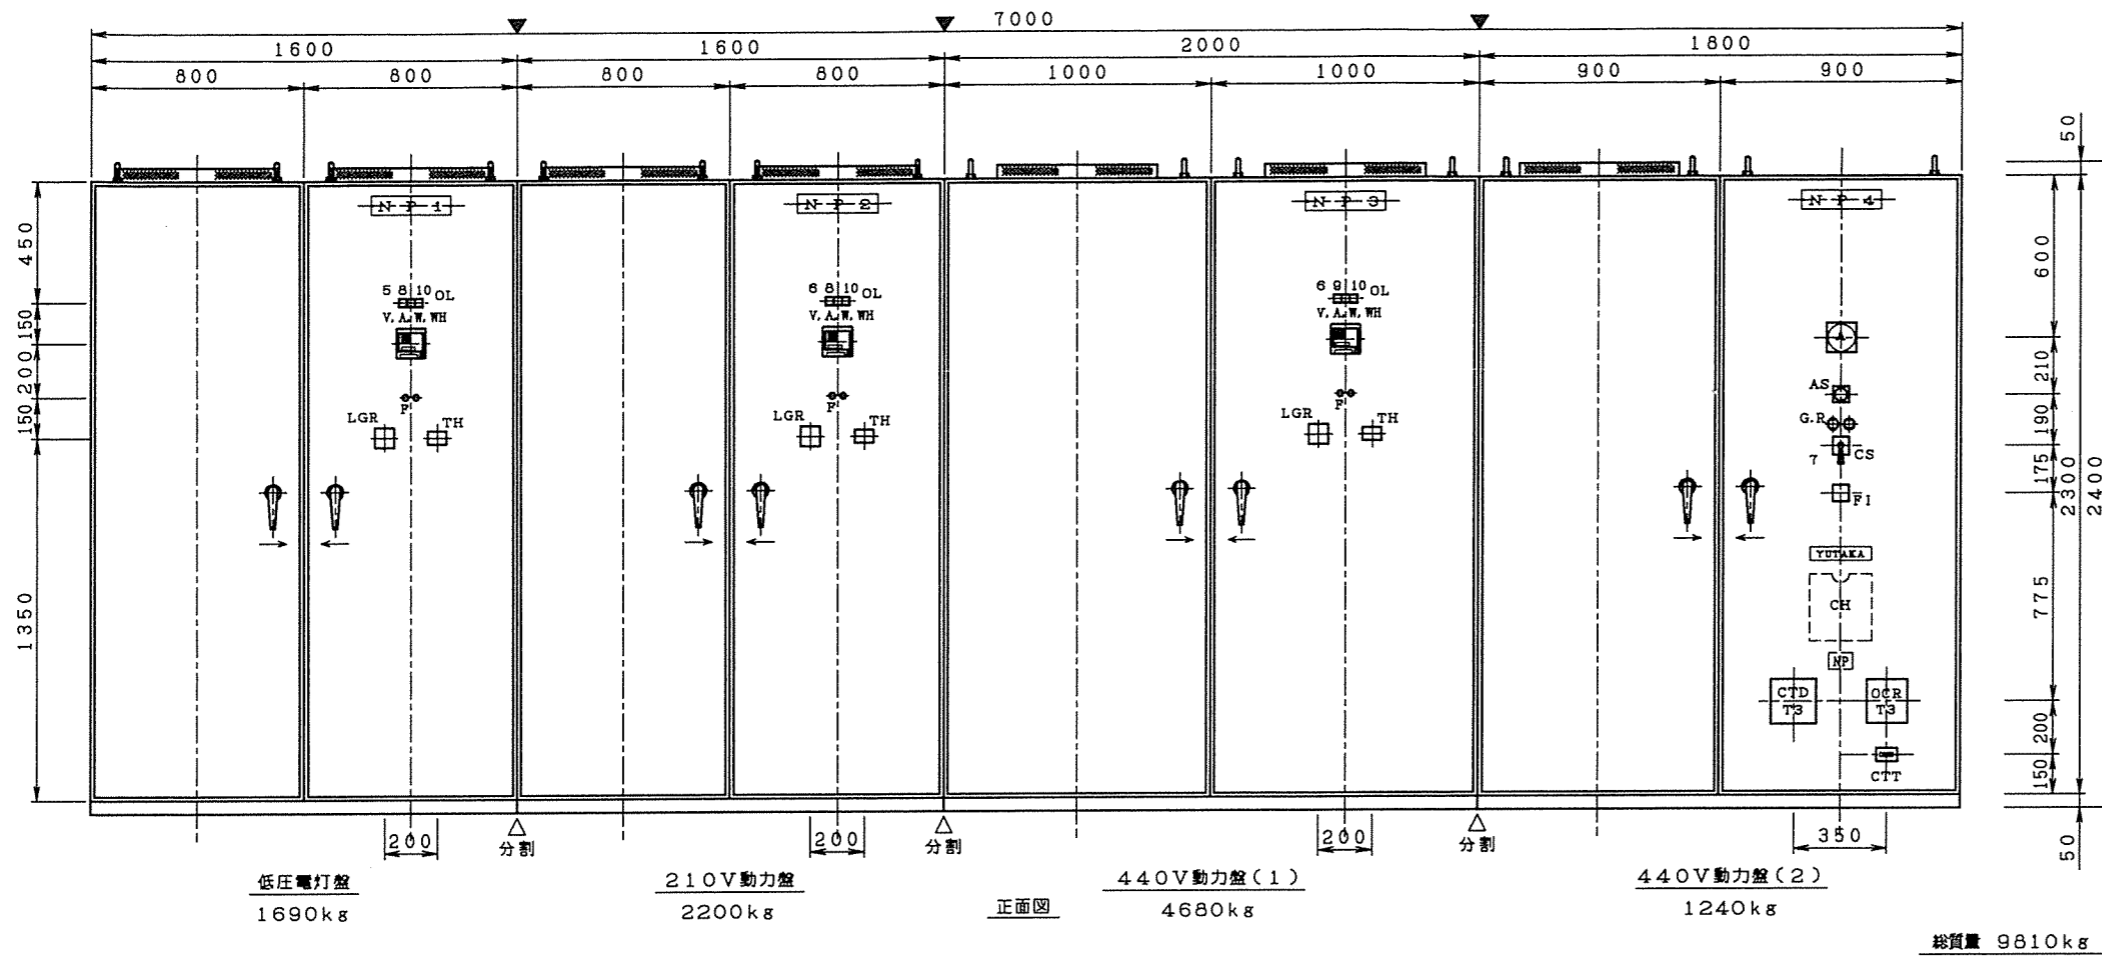 7000
1600 1600 2000 1800
800 800 800 800 1000 1000 900 900
50
NP1 NP2 NP3 NP4
450 150 200 150 1350
5 8 10 OL
V, A, W, WH
F
LGR TH
6 8 10 OL
V, A, W, WH
F
LGR TH
6 9 10 OL
V, A, W, WH
F
LGR TH
A
AS
G.R
7 CS
FI
YUTAKA
CH
NP
CTD
T3
OCR
T3
CTT
600 210 190 175 775 200 150
2300
2400
50
200 分割 200 分割 200 分割 350
低圧電灯盤
1690kg
210V動力盤
2200kg
正面図
440V動力盤(1)
4680kg
440V動力盤(2)
1240kg
総質量 9810kg